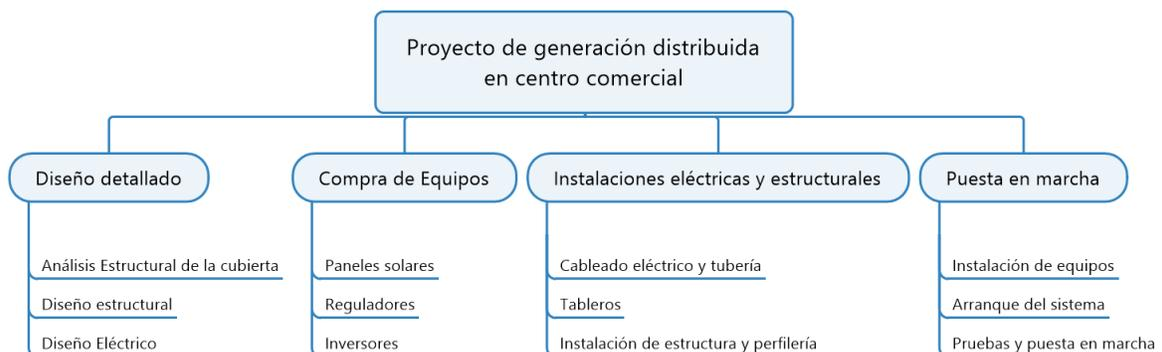 Proyecto de generación distribuida
en centro comercial
Diseño detallado
Compra de Equipos
Instalaciones eléctricas y estructurales
Puesta en marcha
Análisis Estructural de la cubierta
Diseño estructural
Diseño Eléctrico
Paneles solares
Reguladores
Inversores
Cableado eléctrico y tubería
Tableros
Instalación de estructura y perfilería
Instalación de equipos
Arranque del sistema
Pruebas y puesta en marcha